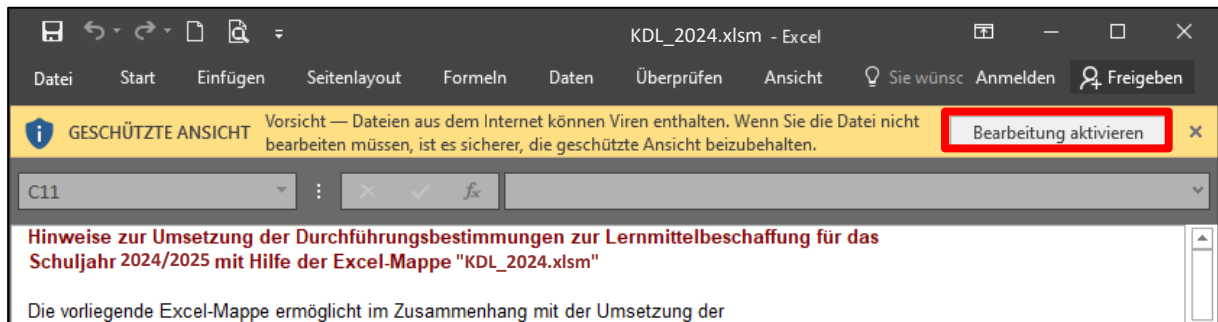 KDL_2024.xlsm - Excel
Datei Start Einfügen Seitenlayout Formeln Daten Überprüfen Ansicht Sie wünsc Anmelden Freigeben
GESCHÜTZTE ANSICHT
Vorsicht — Dateien aus dem Internet können Viren enthalten. Wenn Sie die Datei nicht
bearbeiten müssen, ist es sicherer, die geschützte Ansicht beizubehalten.
Bearbeitung aktivieren
C11
fx
Hinweise zur Umsetzung der Durchführungsbestimmungen zur Lernmittelbeschaffung für das
Schuljahr 2024/2025 mit Hilfe der Excel-Mappe "KDL_2024.xlsm"
Die vorliegende Excel-Mappe ermöglicht im Zusammenhang mit der Umsetzung der